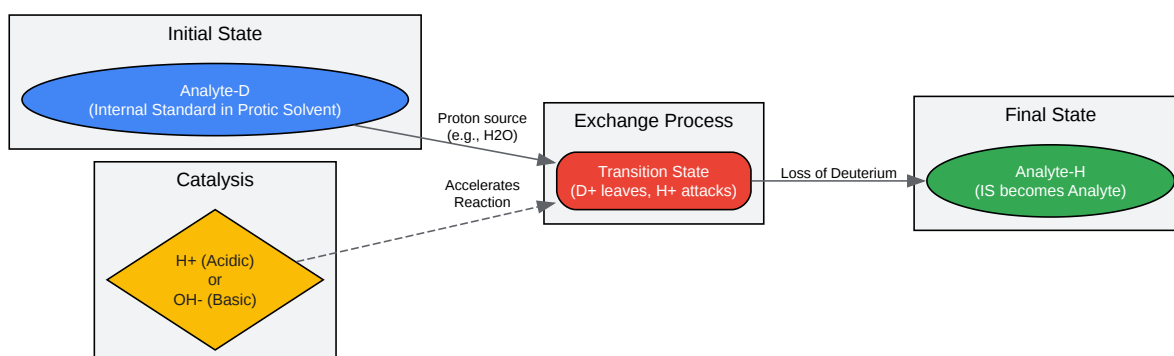 Initial State
Analyte-D
(Internal Standard in Protic Solvent)
Catalysis
H+ (Acidic)
or
OH- (Basic)
Proton source
(e.g., H2O)
Accelerates
Reaction
Exchange Process
Transition State
(D+ leaves, H+ attacks)
Loss of Deuterium
Final State
Analyte-H
(IS becomes Analyte)